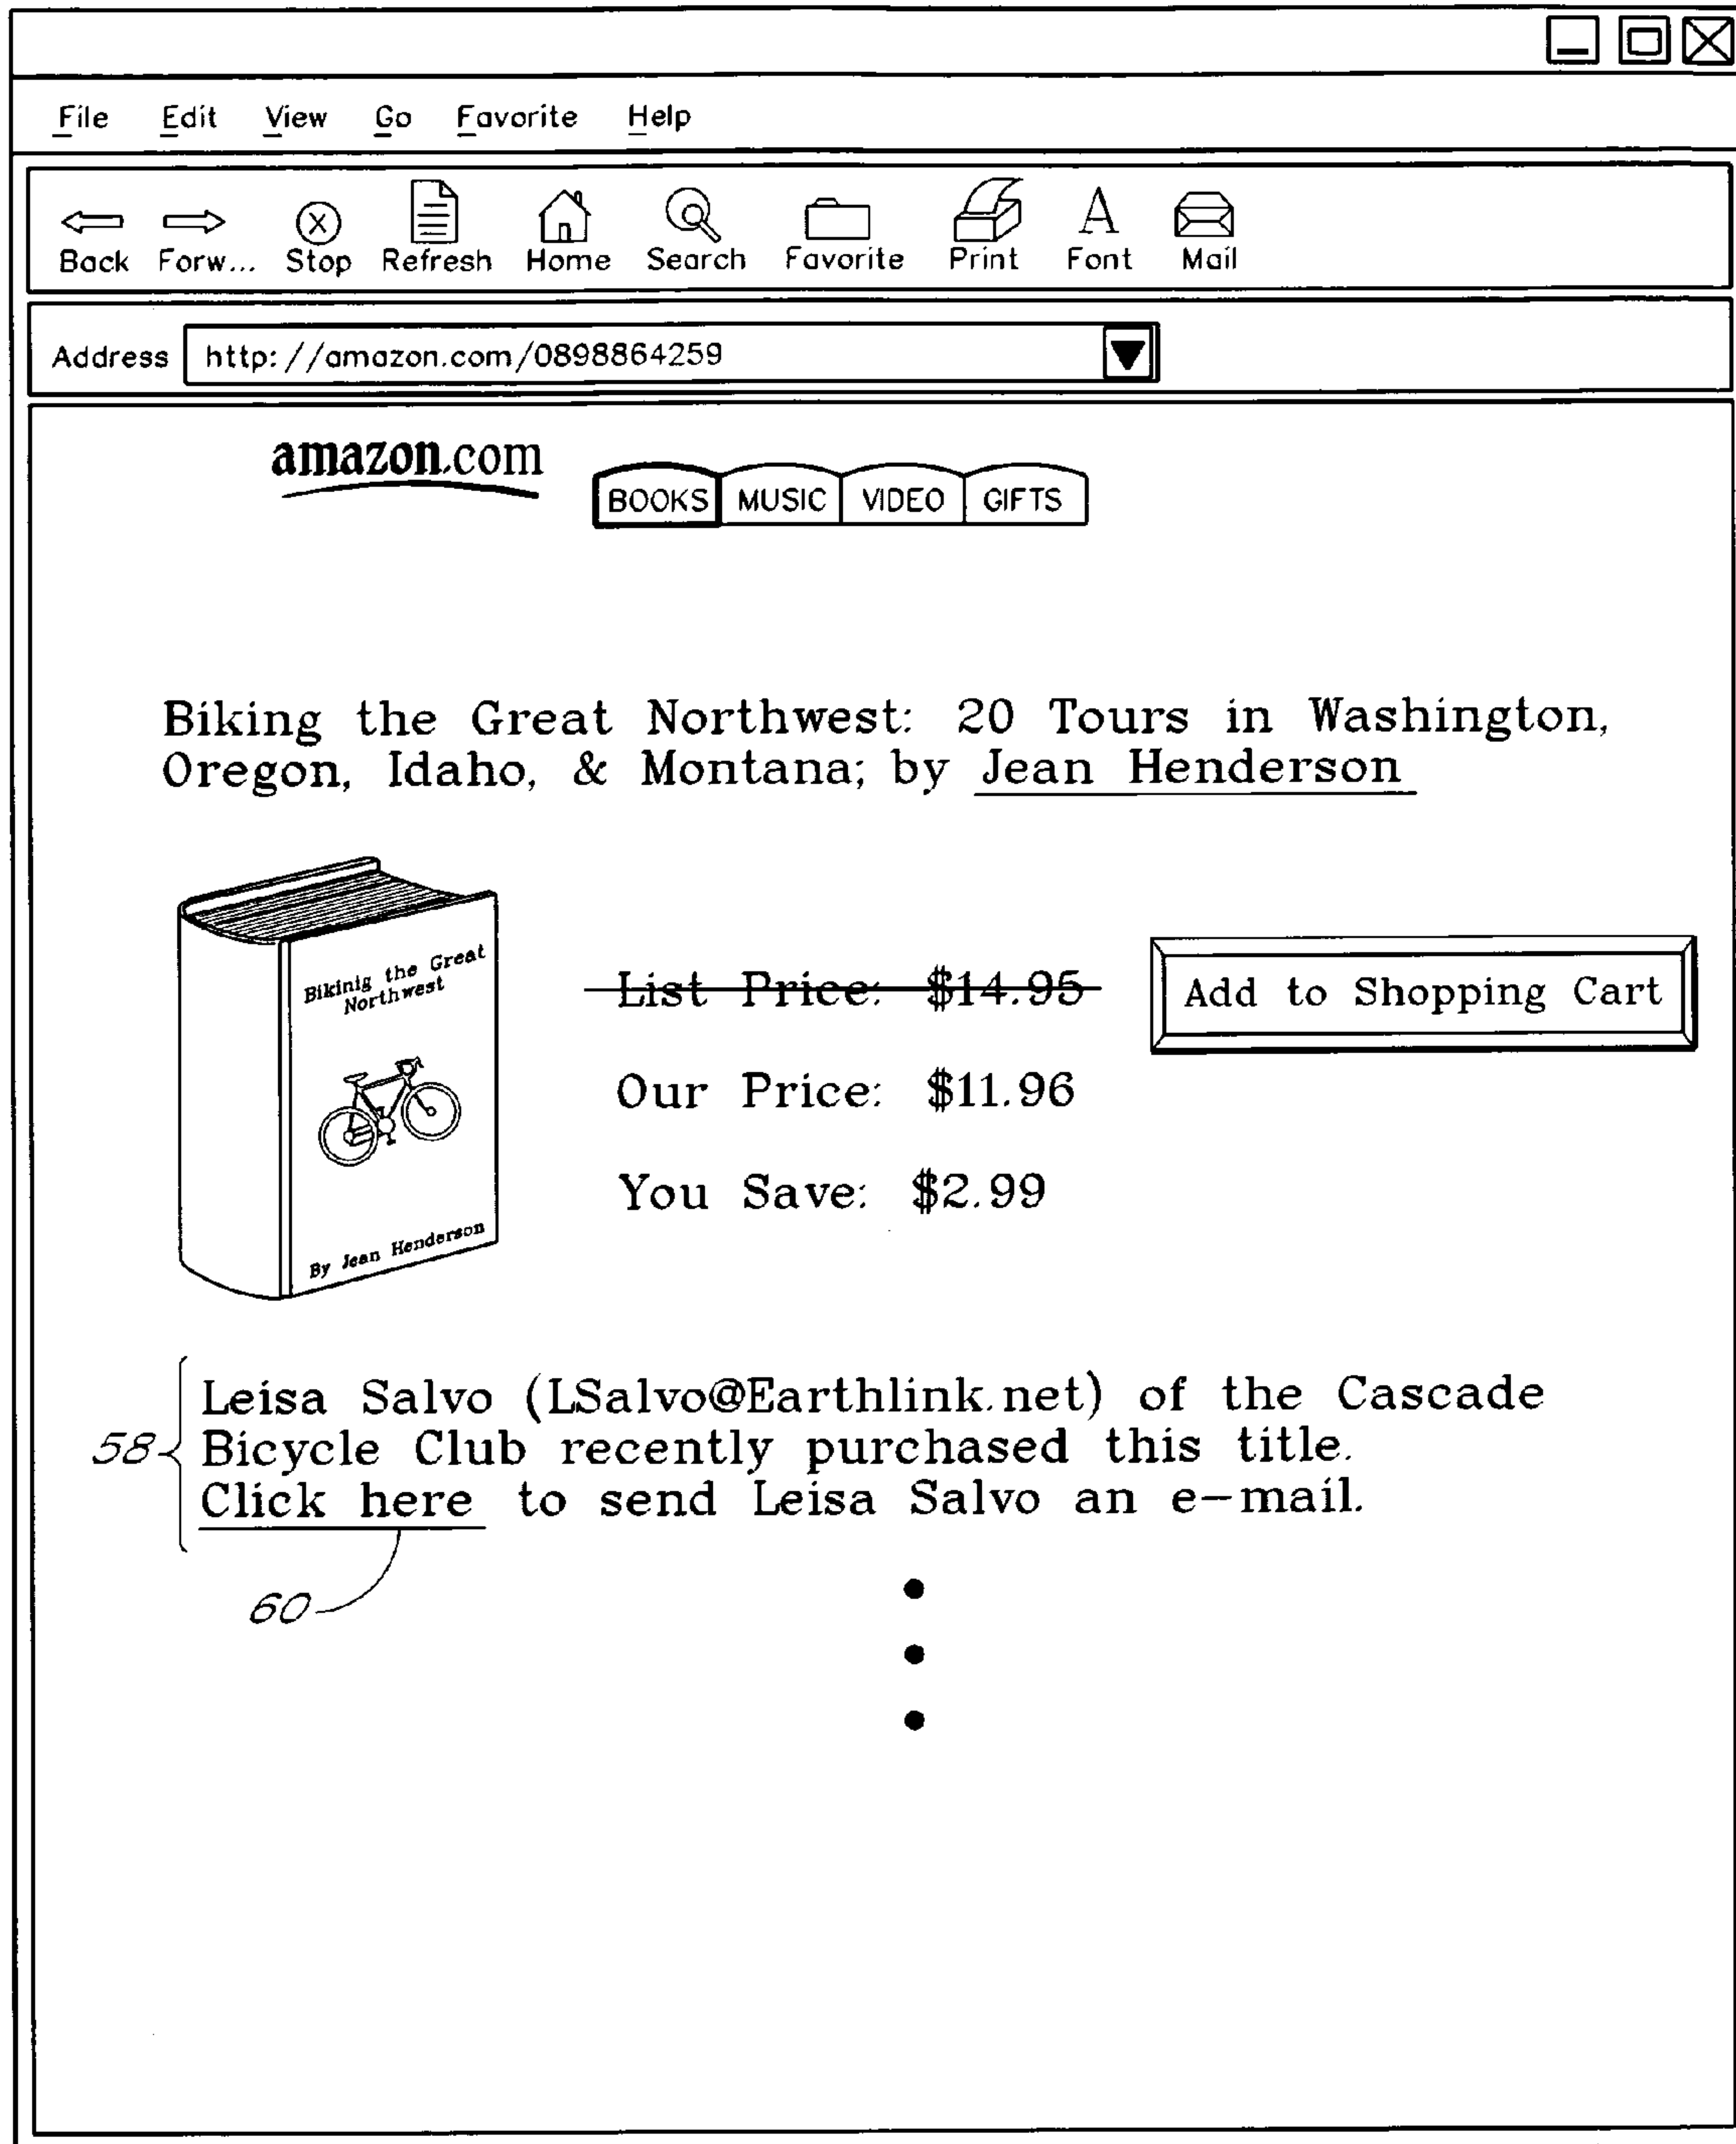 File Edit View Go Favorite Help
Back Forw... Stop Refresh Home Search Favorite Print Font Mail
Address http://amazon.com/0898864259
amazon.com
BOOKS MUSIC VIDEO GIFTS
Biking the Great Northwest: 20 Tours in Washington,
Oregon, Idaho, & Montana; by Jean Henderson
Bikinig the Great
Northwest
By Jean Henderson
List Price: $14.95
Add to Shopping Cart
Our Price: $11.96
You Save: $2.99
58
Leisa Salvo (LSalvo@Earthlink.net) of the Cascade
Bicycle Club recently purchased this title.
Click here to send Leisa Salvo an e-mail.
60